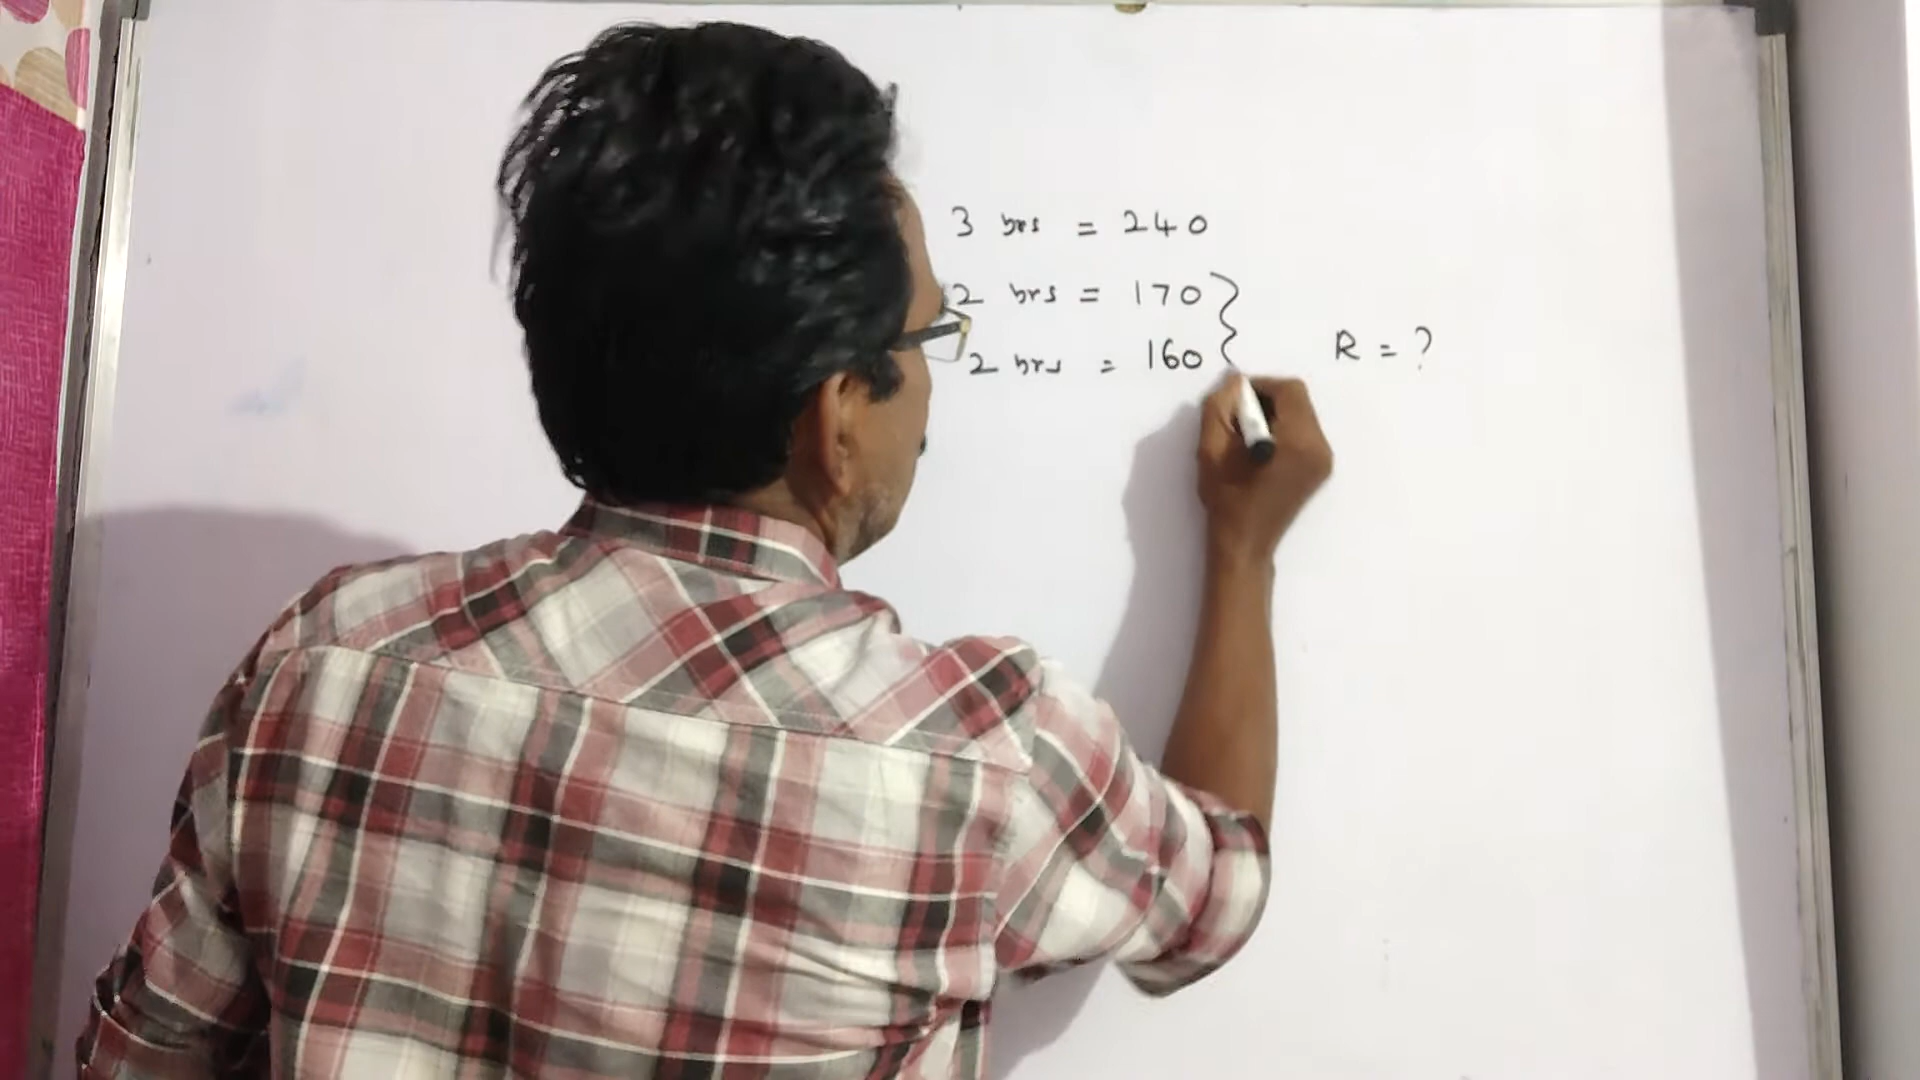 3 hrs = 240
2 hrs = 170
2 hrs = 160
R = ?